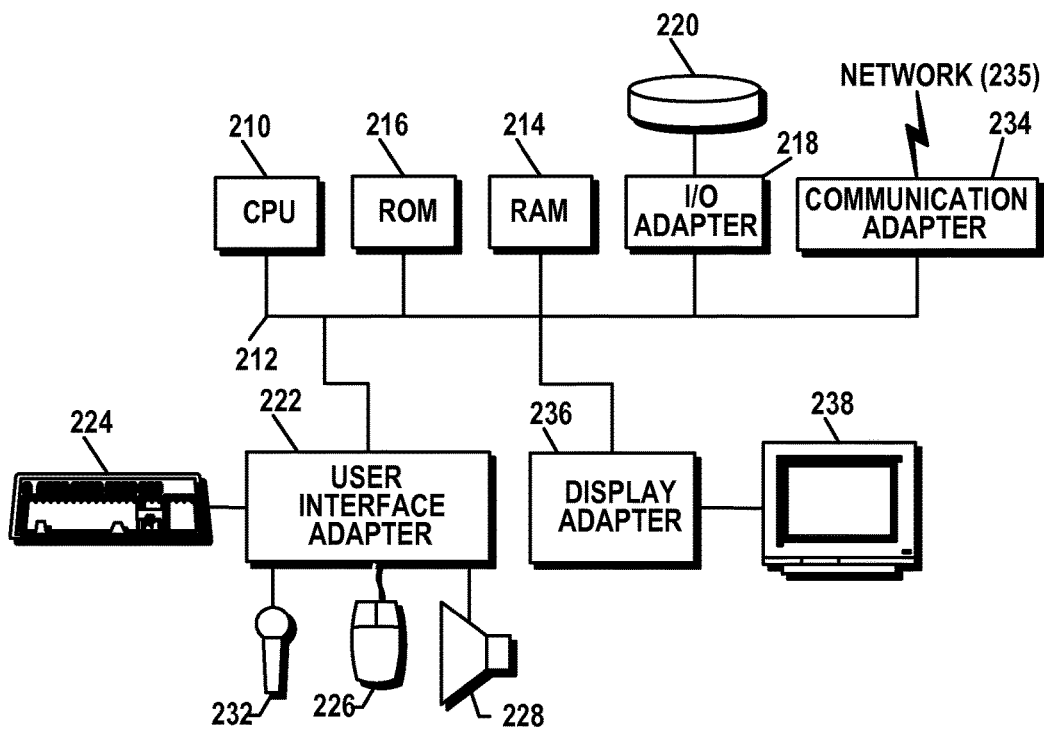 220
NETWORK (235)
210
216
214
218
234
CPU
ROM
RAM
I/O
ADAPTER
COMMUNICATION
ADAPTER
212
222
236
238
224
USER
INTERFACE
ADAPTER
DISPLAY
ADAPTER
232
226
228